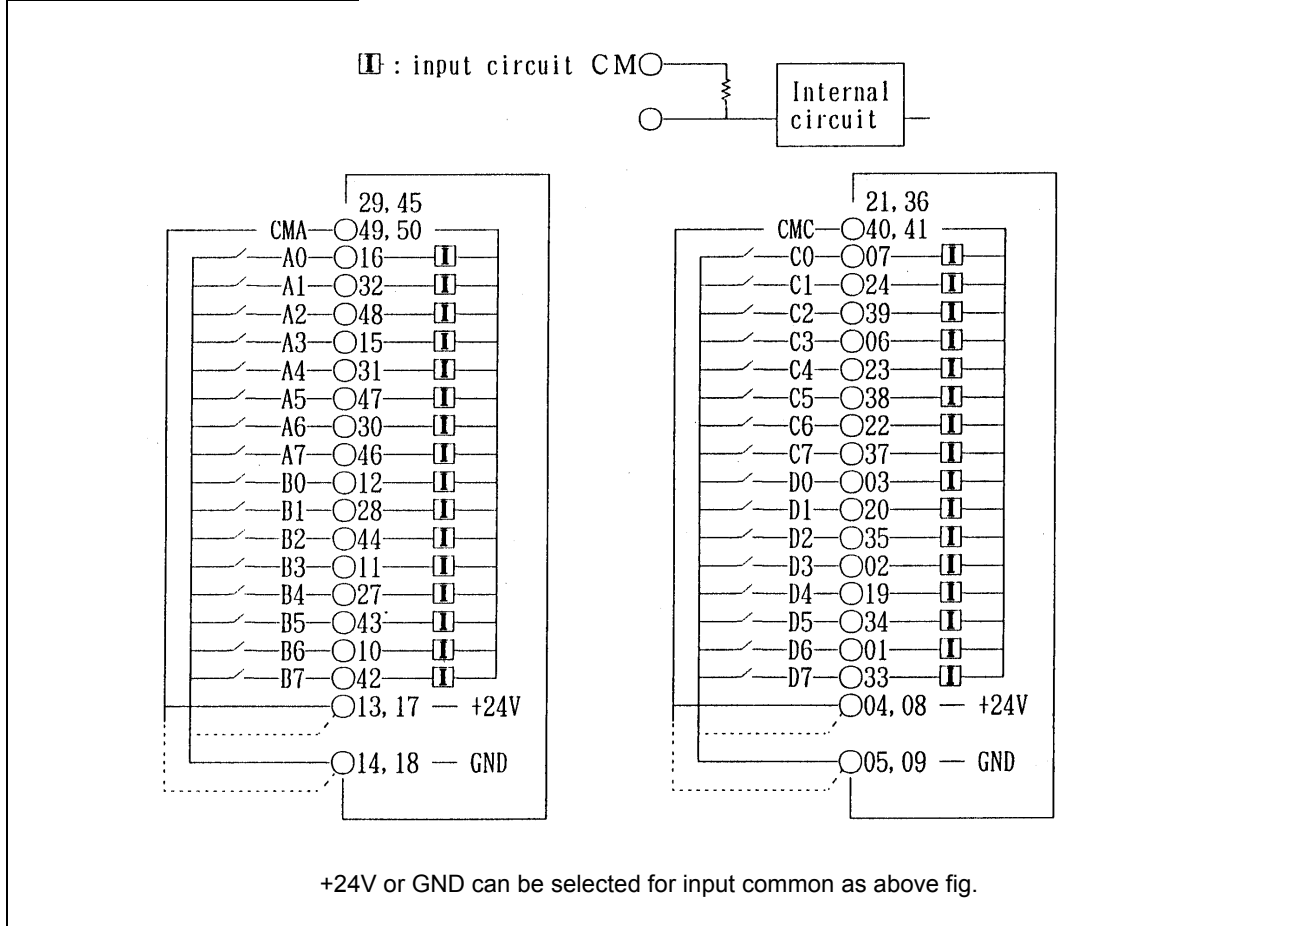 I : input circuit CM
Internal
circuit
29, 45
CMA 49, 50
A0 16 I
A1 32 I
A2 48 I
A3 15 I
A4 31 I
A5 47 I
A6 30 I
A7 46 I
B0 12 I
B1 28 I
B2 44 I
B3 11 I
B4 27 I
B5 43 I
B6 10 I
B7 42 I
13, 17 — +24V
14, 18 — GND
21, 36
CMC 40, 41
C0 07 I
C1 24 I
C2 39 I
C3 06 I
C4 23 I
C5 38 I
C6 22 I
C7 37 I
D0 03 I
D1 20 I
D2 35 I
D3 02 I
D4 19 I
D5 34 I
D6 01 I
D7 33 I
04, 08 — +24V
05, 09 — GND
+24V or GND can be selected for input common as above fig.